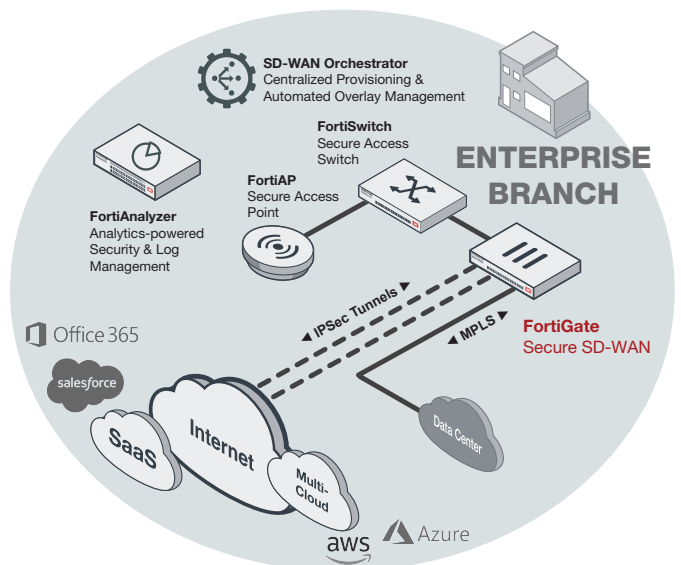 SD-WAN Orchestrator
Centralized Provisioning &
Automated Overlay Management
ENTERPRISE
BRANCH
FortiSwitch
Secure Access
Switch
FortiAP
Secure Access
Point
FortiAnalyzer
Analytics-powered
Security & Log
Management
◄ IPSec Tunnels ►
◄ MPLS ►
FortiGate
Secure SD-WAN
Office 365
salesforce
SaaS
Internet
Multi-
Cloud
Data Center
aws
Azure